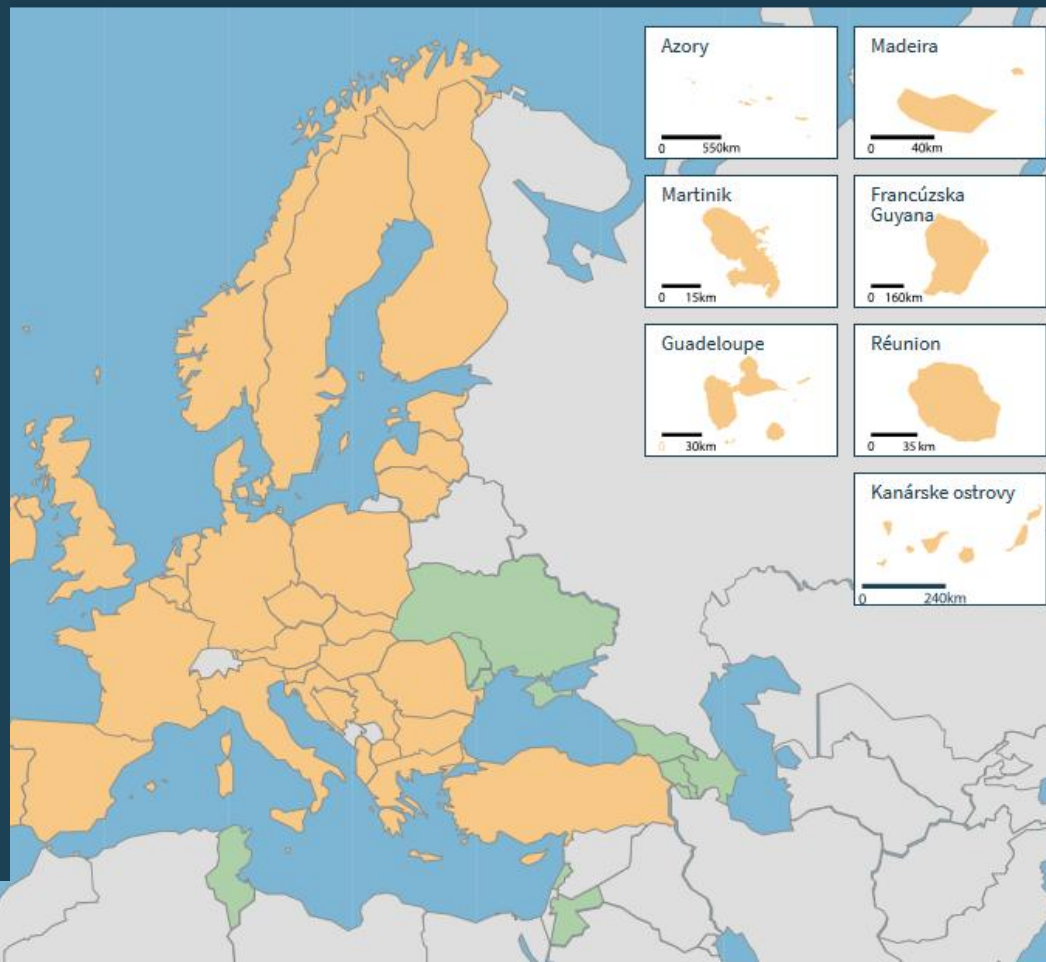 Azory
0 550km
Madeira
0 40km
Martinik
0 15km
Francúzska
Guyana
0 160km
Guadeloupe
0 30km
Réunion
0 35 km
Kanárske ostrovy
0 240km